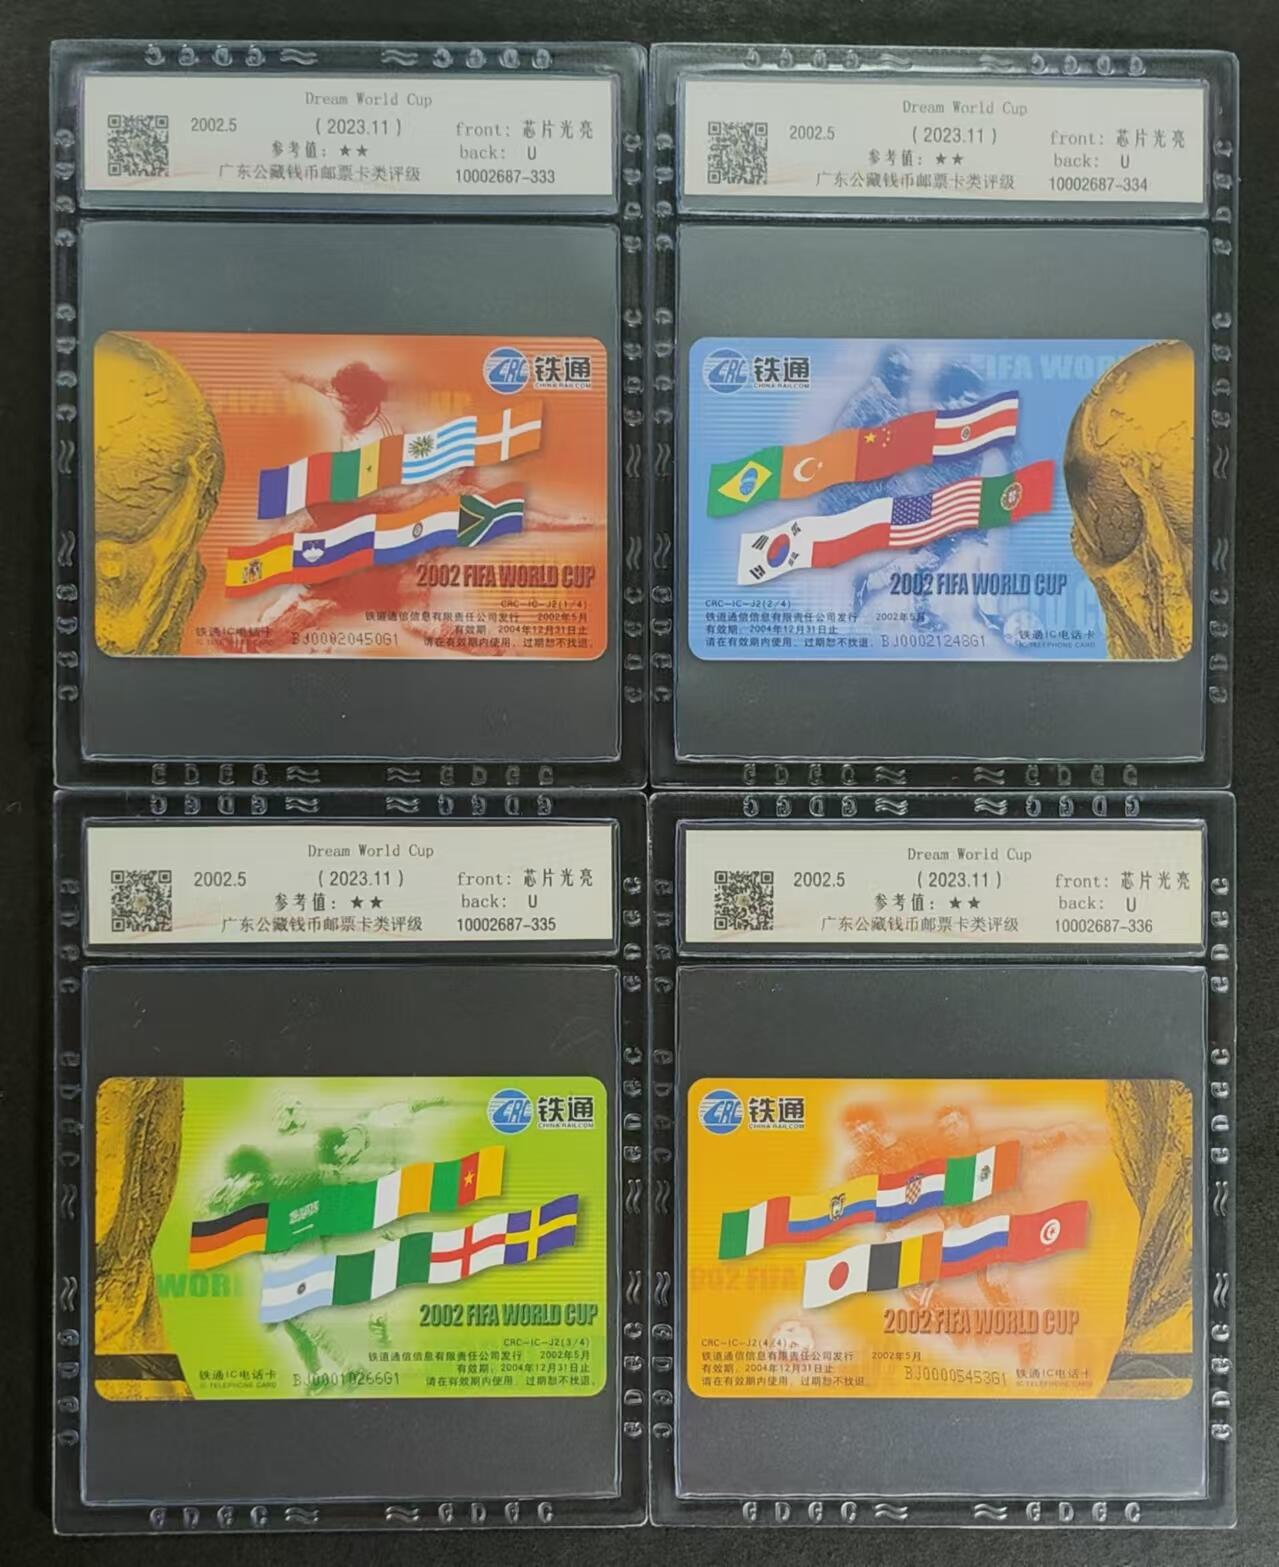 Dream World Cup
2002.5 (2023.11) front: 芯片光亮
参考值: ★★ back: U
广东公藏钱币邮票卡类评级 10002687-333
CRC 铁通
CHINA RAILCOM
2002 FIFA WORLD CUP
CRC-IC-J2(1/4)
铁道通信信息有限责任公司发行 2002年5月
有效期: 2004年12月31日止
铁通IC电话卡 请在有效期内使用, 过期恕不找退.
IC TELEPHONE CARD BJ00020450G1
Dream World Cup
2002.5 (2023.11) front: 芯片光亮
参考值: ★★ back: U
广东公藏钱币邮票卡类评级 10002687-334
CRC 铁通
CHINA RAILCOM
FIFA WORL
2002 FIFA WORLD CUP
CRC-IC-J2(2/4)
铁道通信信息有限责任公司发行 2002年5月
有效期: 2004年12月31日止
请在有效期内使用, 过期恕不找退. BJ00021248G1 铁通IC电话卡
IC TELEPHONE CARD
Dream World Cup
2002.5 (2023.11) front: 芯片光亮
参考值: ★★ back: U
广东公藏钱币邮票卡类评级 10002687-335
CRC 铁通
CHINA RAILCOM
WORL
2002 FIFA WORLD CUP
CRC-IC-J2(3/4)
铁道通信信息有限责任公司发行 2002年5月
有效期: 2004年12月31日止
铁通IC电话卡 请在有效期内使用, 过期恕不找退.
IC TELEPHONE CARD BJ00010266G1
Dream World Cup
2002.5 (2023.11) front: 芯片光亮
参考值: ★★ back: U
广东公藏钱币邮票卡类评级 10002687-336
CRC 铁通
CHINA RAILCOM
002 FIFA
2002 FIFA WORLD CUP
CRC-IC-J2(4/4)
铁道通信信息有限责任公司发行 2002年5月
有效期: 2004年12月31日止
请在有效期内使用, 过期恕不找退. BJ00005453G1 铁通IC电话卡
IC TELEPHONE CARD